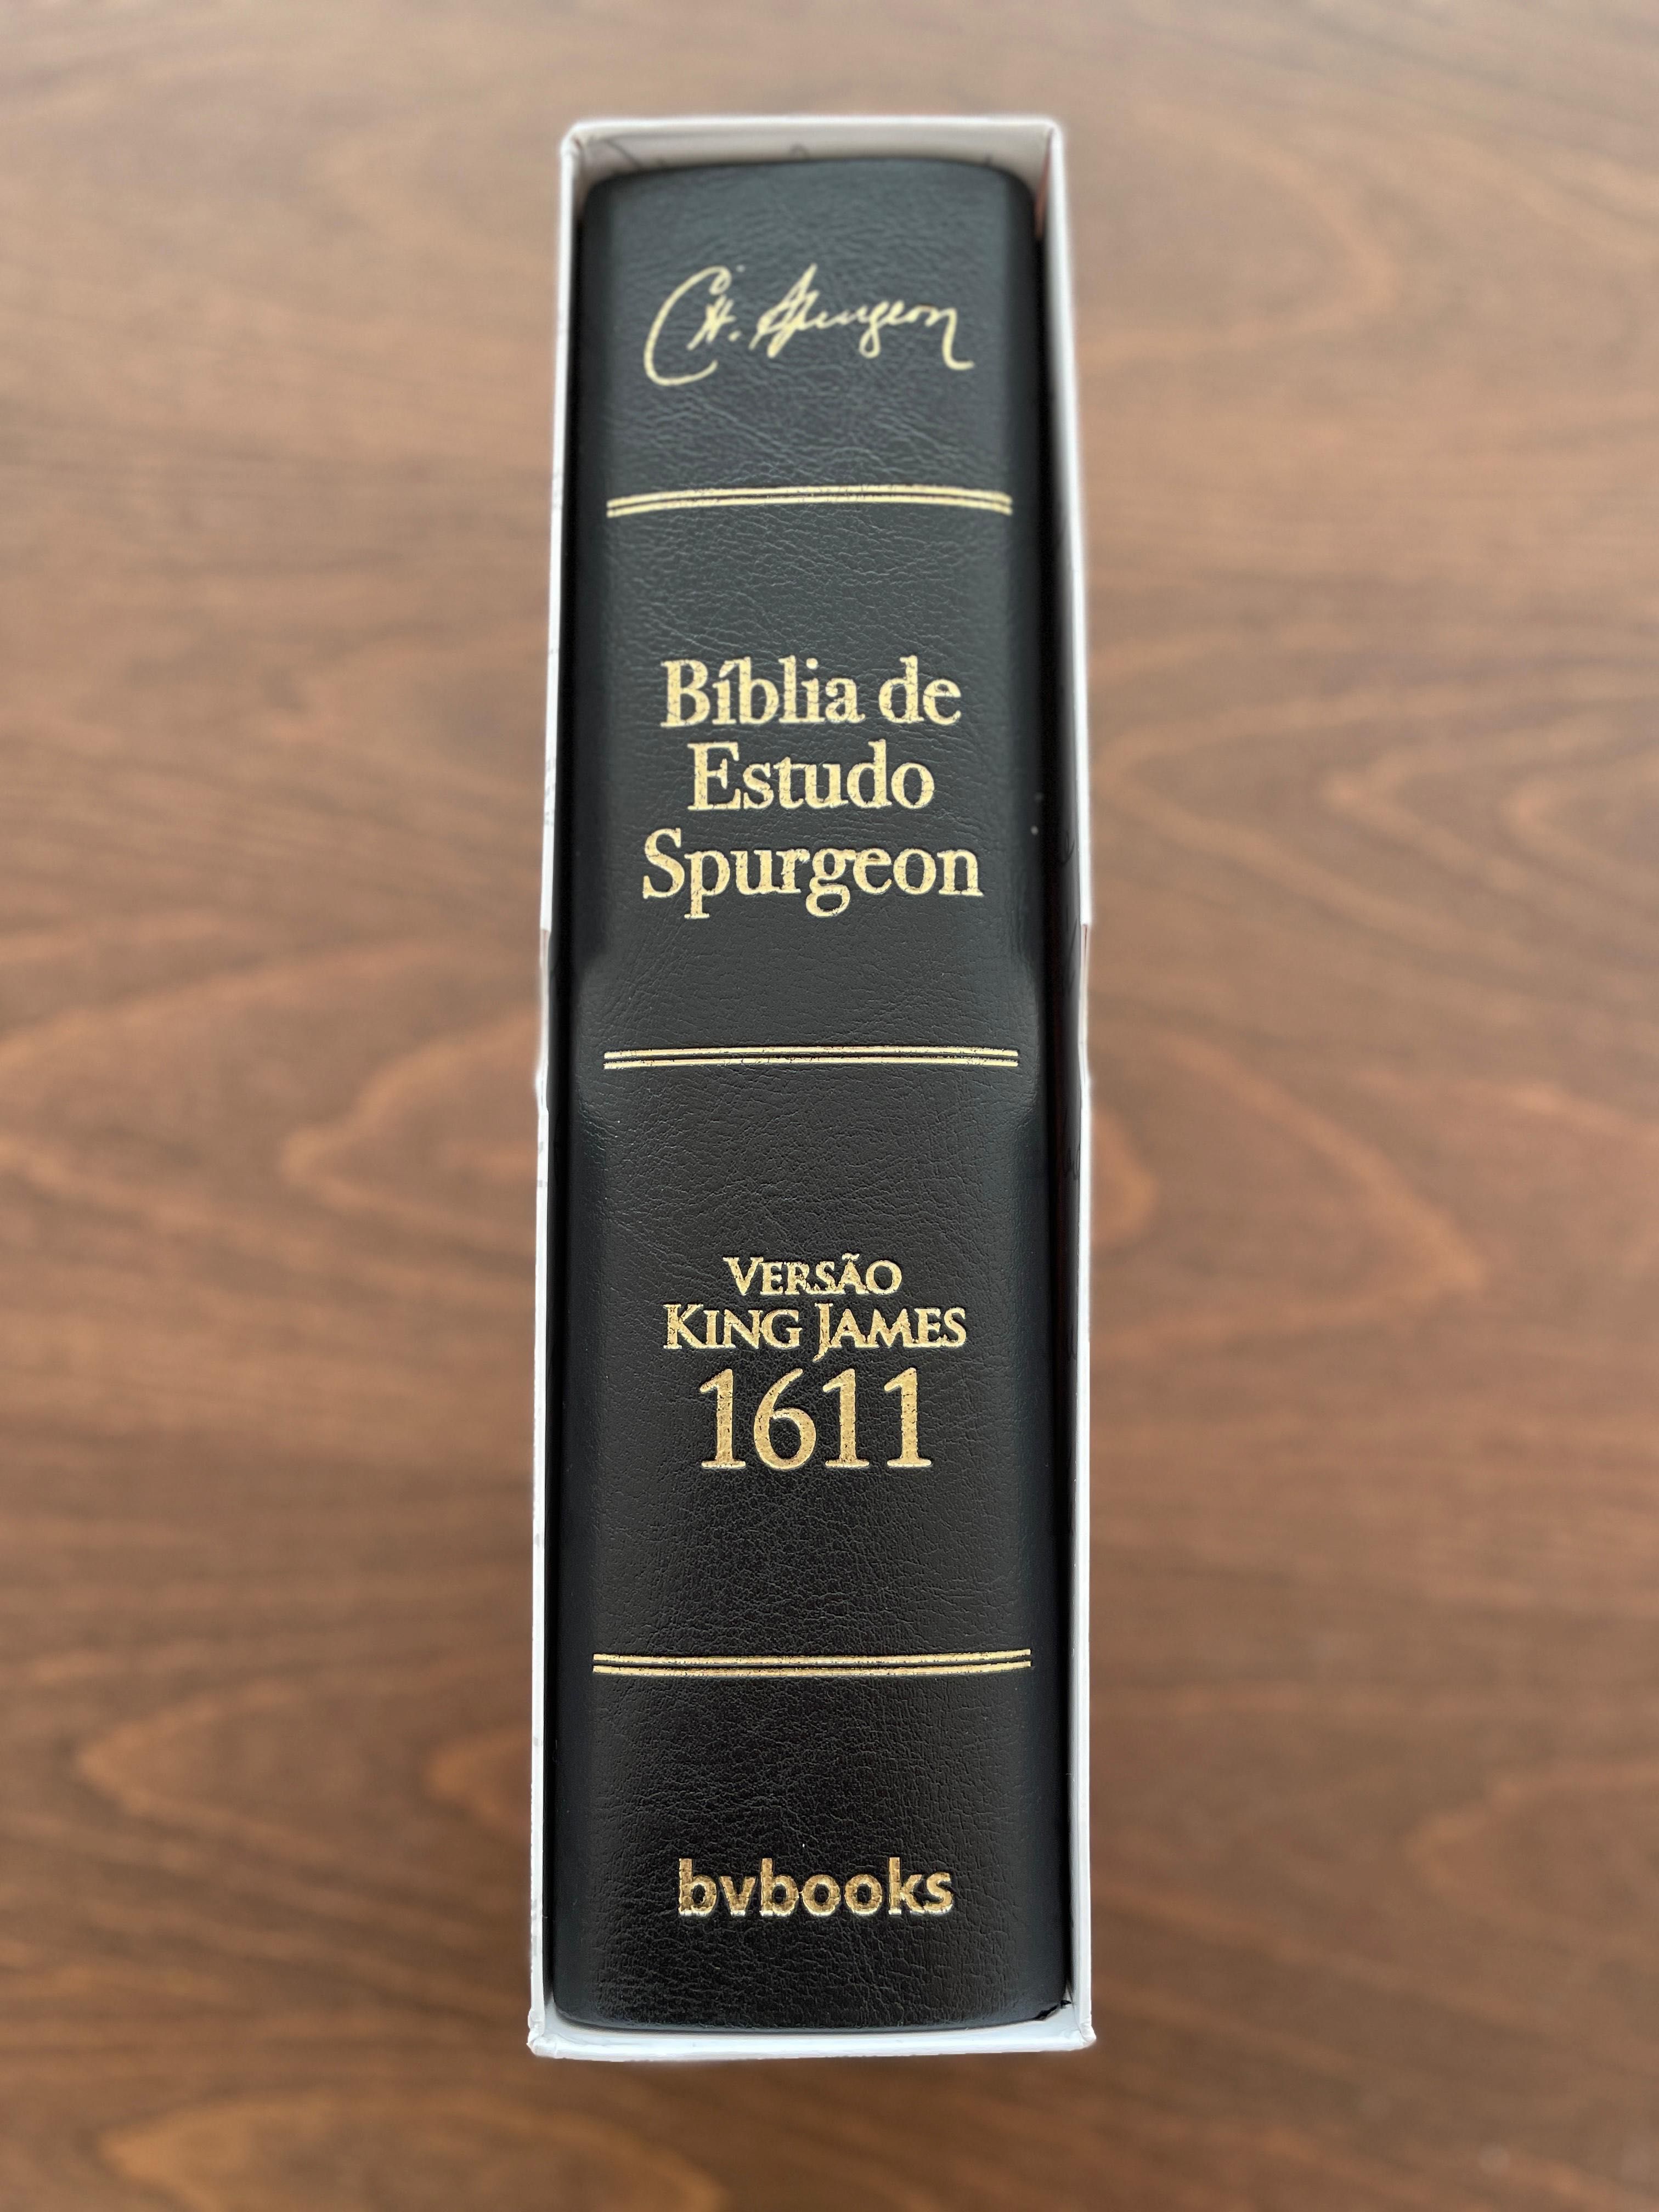 C.H. Spurgeon
Bíblia de
Estudo
Spurgeon
VERSÃO
KING JAMES
1611
bvbooks